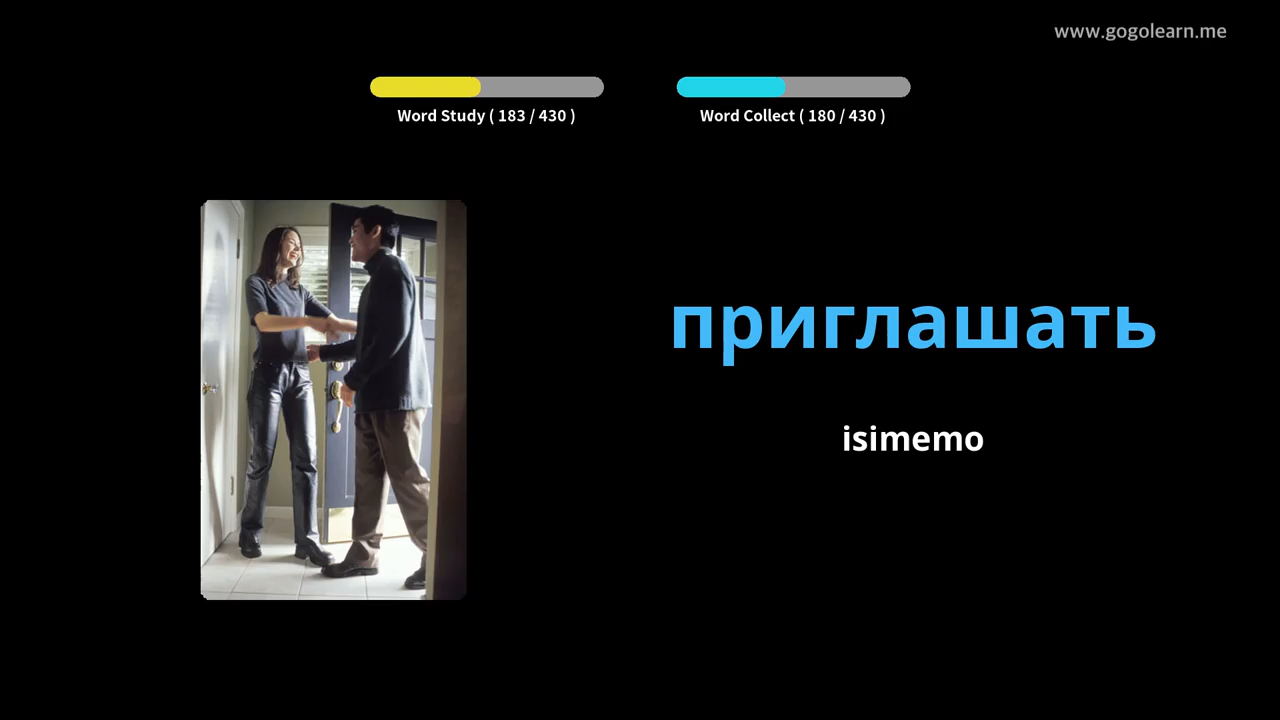 www.gogolearn.me
Word Study ( 183 / 430 )
Word Collect ( 180 / 430 )
приглашать
isimemo